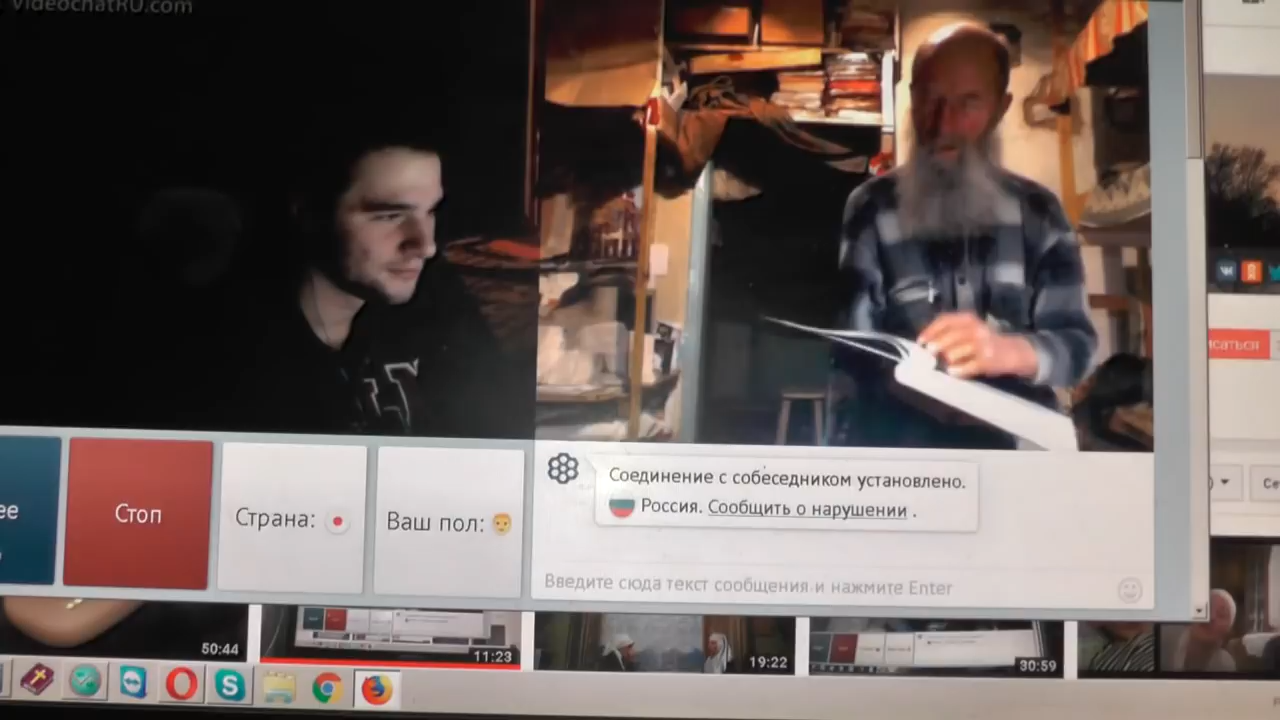 VideochatRU.com
ее
Стоп
Страна:
Ваш пол:
Соединение с собеседником установлено.
Россия. Сообщить о нарушении .
Введите сюда текст сообщения и нажмите Enter
50:44
11:23
19:22
30:59